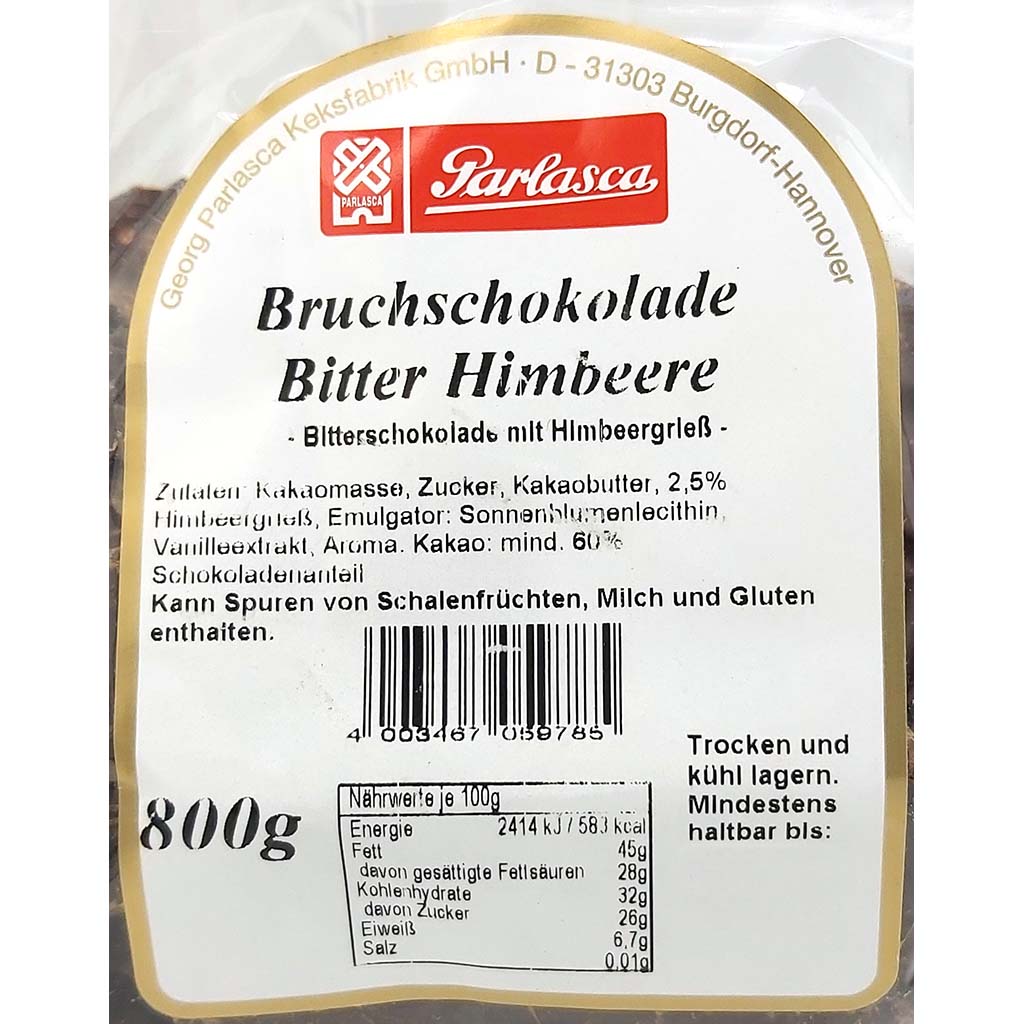 Georg Parlasca Keksfabrik GmbH · D - 31303 Burgdorf-Hannover
PARLASCA
Parlasca
Bruchschokolade
Bitter Himbeere
- Bitterschokolade mit Himbeergrieß -
Zutaten: Kakaomasse, Zucker, Kakaobutter, 2,5%
Himbeergrieß, Emulgator: Sonnenblumenlecithin,
Vanilleextrakt, Aroma. Kakao: mind. 60%
Schokoladenanteil
Kann Spuren von Schalenfrüchten, Milch und Gluten
enthalten.
4 003467 059785
Trocken und
kühl lagern.
Mindestens
haltbar bis:
800g
Nährwerte je 100g
Energie 2414 kJ / 583 kcal
Fett 45g
davon gesättigte Fettsäuren 28g
Kohlenhydrate 32g
davon Zucker 26g
Eiweiß 6,7g
Salz 0,01g